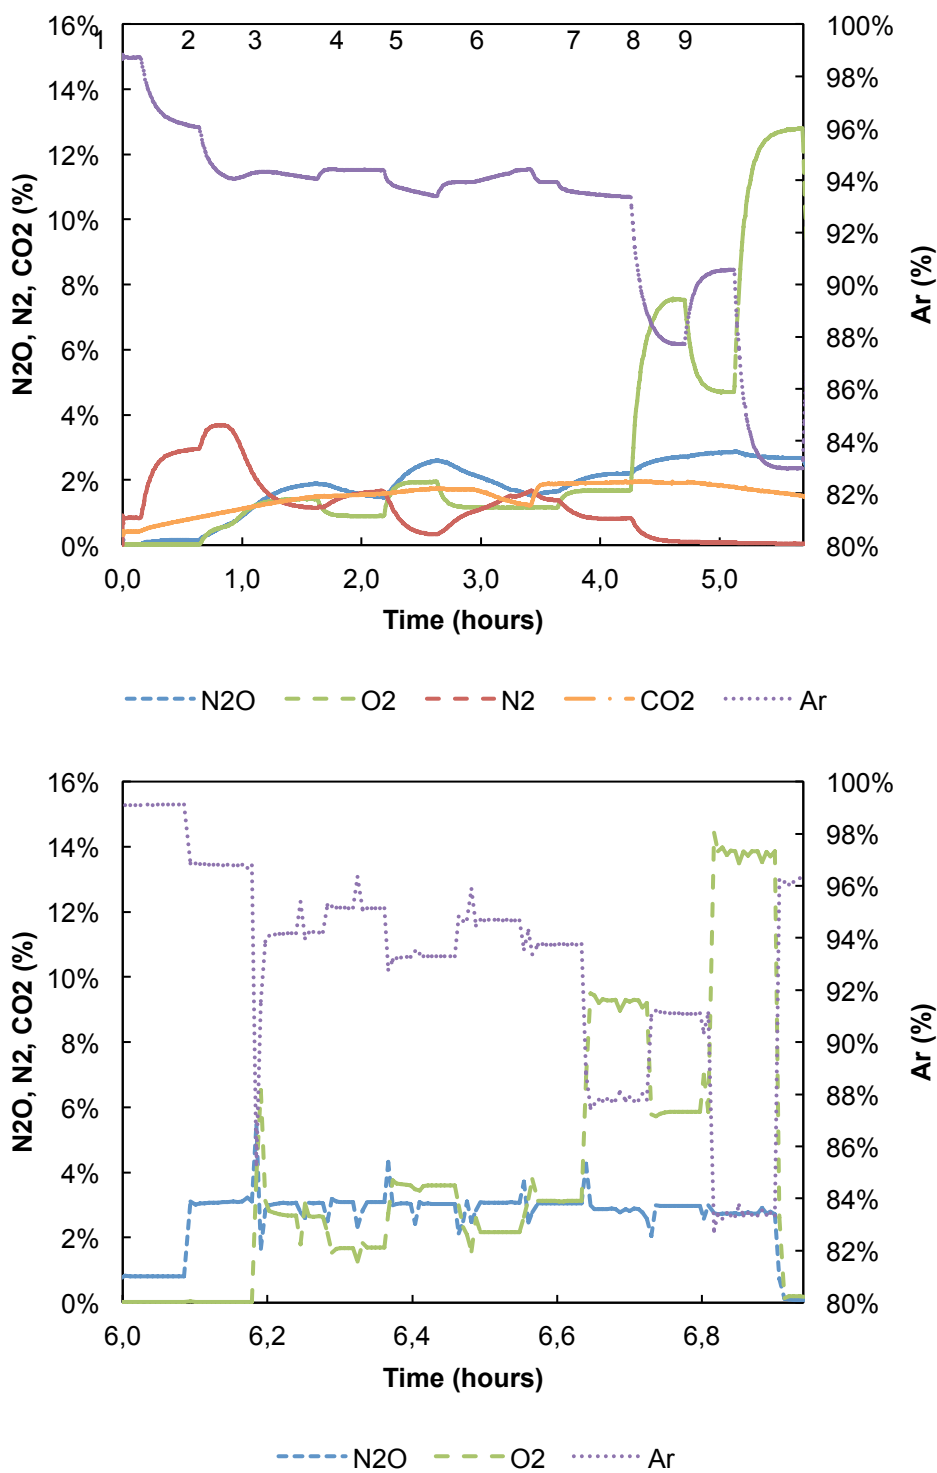 16% 1 2 3 4 5 6 7 8 9 100%
14% 98%
12% 96%
10% 94%
8% 92%
6% 90%
4% 88%
2% 86%
0% 84%
82%
80%
N2O, N2, CO2 (%)
Ar (%)
0,0 1,0 2,0 3,0 4,0 5,0
Time (hours)
N2O O2 N2 CO2 Ar
16% 100%
14% 98%
12% 96%
10% 94%
8% 92%
6% 90%
4% 88%
2% 86%
0% 84%
82%
80%
N2O, N2, CO2 (%)
Ar (%)
6,0 6,2 6,4 6,6 6,8
Time (hours)
N2O O2 Ar